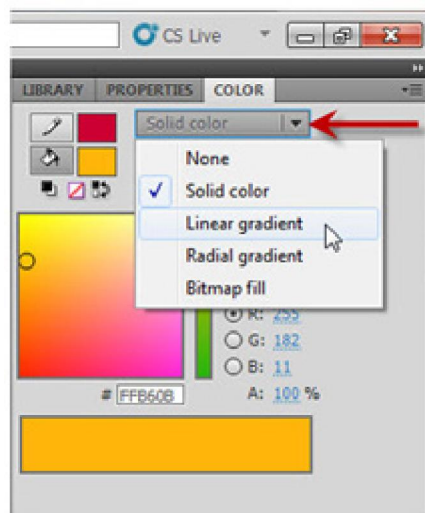 CS Live
LIBRARY PROPERTIES COLOR
Solid color
None
Solid color
Linear gradient
Radial gradient
Bitmap fill
R: 255
G: 182
B: 11
# FFB60B A: 100 %